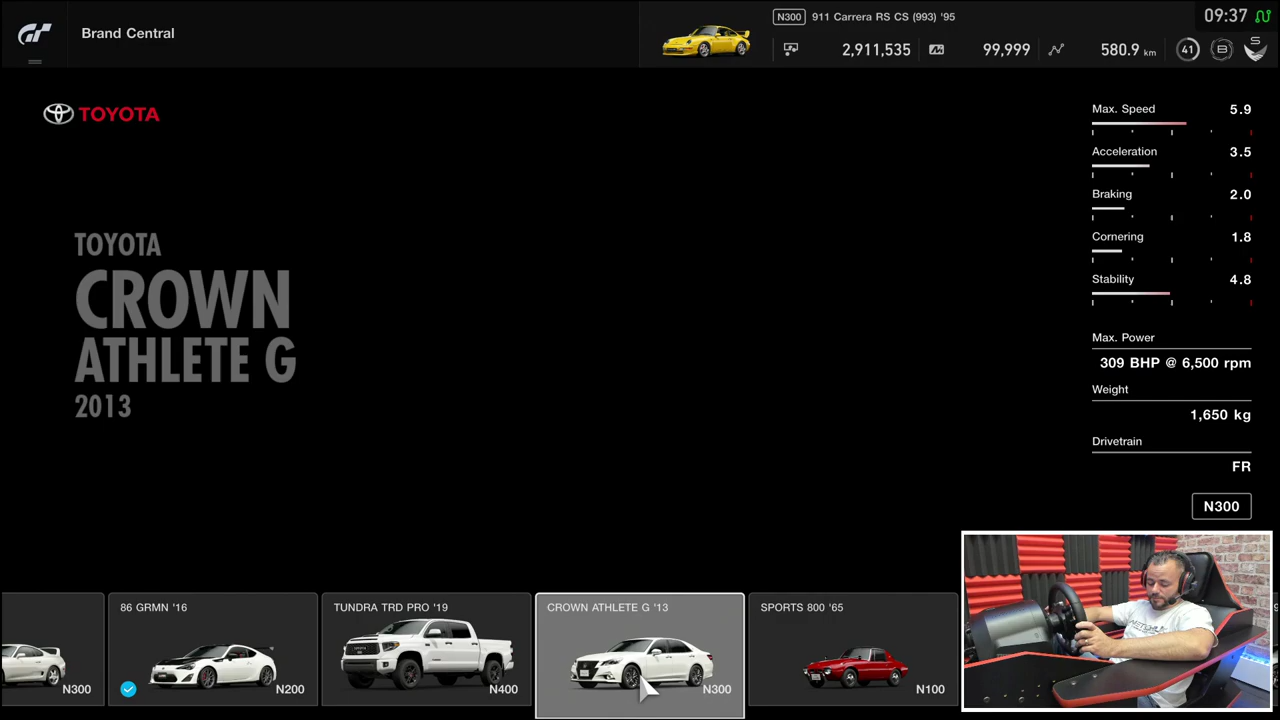 Brand Central
N300 911 Carrera RS CS (993) '95
2,911,535 99,999 580.9 km 41 B S
09:37
TOYOTA
TOYOTA
CROWN
ATHLETE G
2013
Max. Speed 5.9
Acceleration 3.5
Braking 2.0
Cornering 1.8
Stability 4.8
Max. Power
309 BHP @ 6,500 rpm
Weight
1,650 kg
Drivetrain
FR
N300
N300
86 GRMN '16
N200
TUNDRA TRD PRO '19
N400
CROWN ATHLETE G '13
N300
SPORTS 800 '65
N100